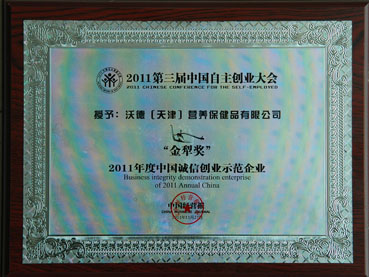 2011第三届中国自主创业大会
2011 CHINESE CONFERENCE FOR THE SELF-EMPLOYED
授予：沃德（天津）营养保健品有限公司
“金犁奖”
2011年度中国诚信创业示范企业
Business integrity demonstration enterprise
of 2011 Annual China